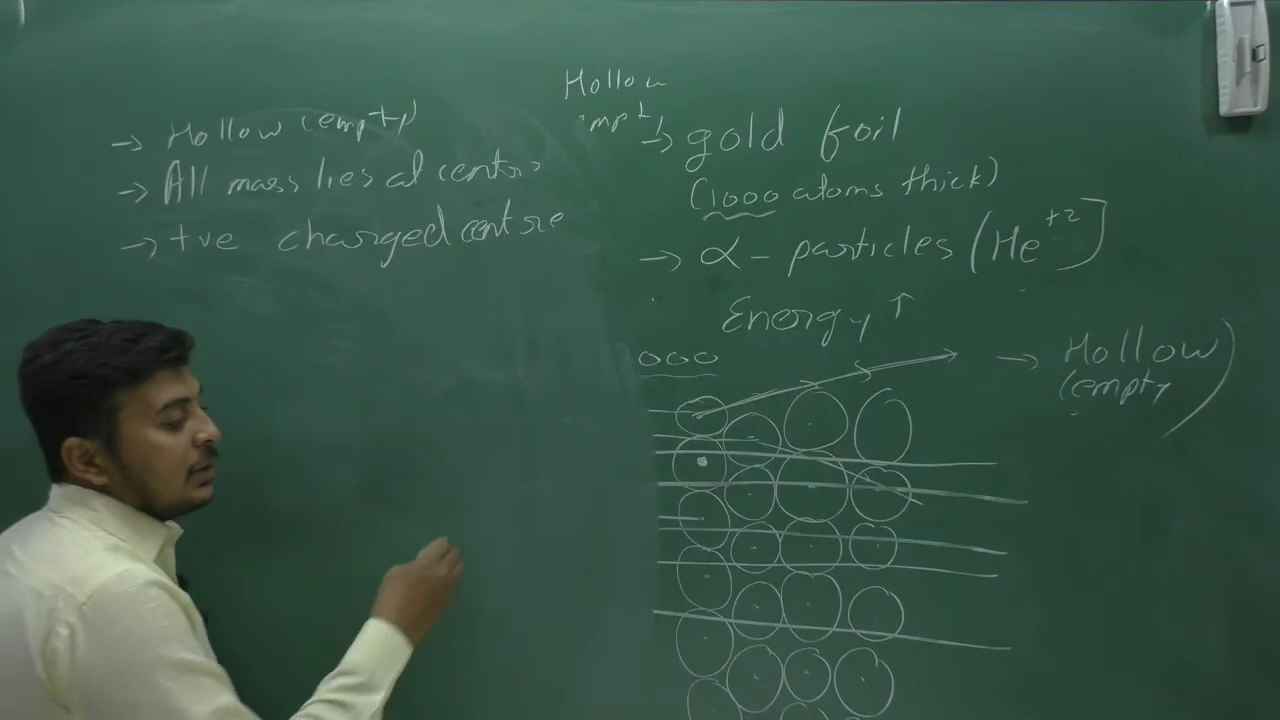 → Hollow (empty)
→ All mass lies at centre
→ +ve charged centre
Hollow
empty
→ gold foil
(1000 atoms thick)
→ α - particles (He+2)
Energy ↑
000
→ Hollow
(empty)